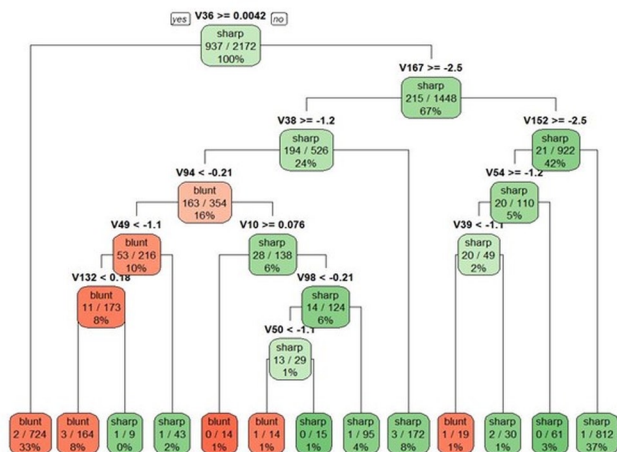 V36 >= 0.0042
yes
no
sharp
937 / 2172
100%
V167 >= -2.5
sharp
215 / 1448
67%
V38 >= -1.2
V152 >= -2.5
sharp
194 / 526
24%
sharp
21 / 922
42%
V94 < -0.21
V54 >= -1.2
blunt
163 / 354
16%
sharp
20 / 110
5%
V49 < -1.1
V10 >= 0.076
V39 < -1.1
blunt
53 / 216
10%
sharp
28 / 138
6%
sharp
20 / 49
2%
V132 < 0.18
V98 < -0.21
blunt
11 / 173
8%
sharp
14 / 124
6%
V50 < -1.1
sharp
13 / 29
1%
blunt
2 / 724
33%
blunt
3 / 164
8%
sharp
1 / 9
0%
sharp
1 / 43
2%
blunt
0 / 14
1%
blunt
1 / 14
1%
sharp
0 / 15
1%
sharp
1 / 95
4%
sharp
3 / 172
8%
blunt
1 / 19
1%
sharp
2 / 30
1%
sharp
0 / 61
3%
sharp
1 / 812
37%